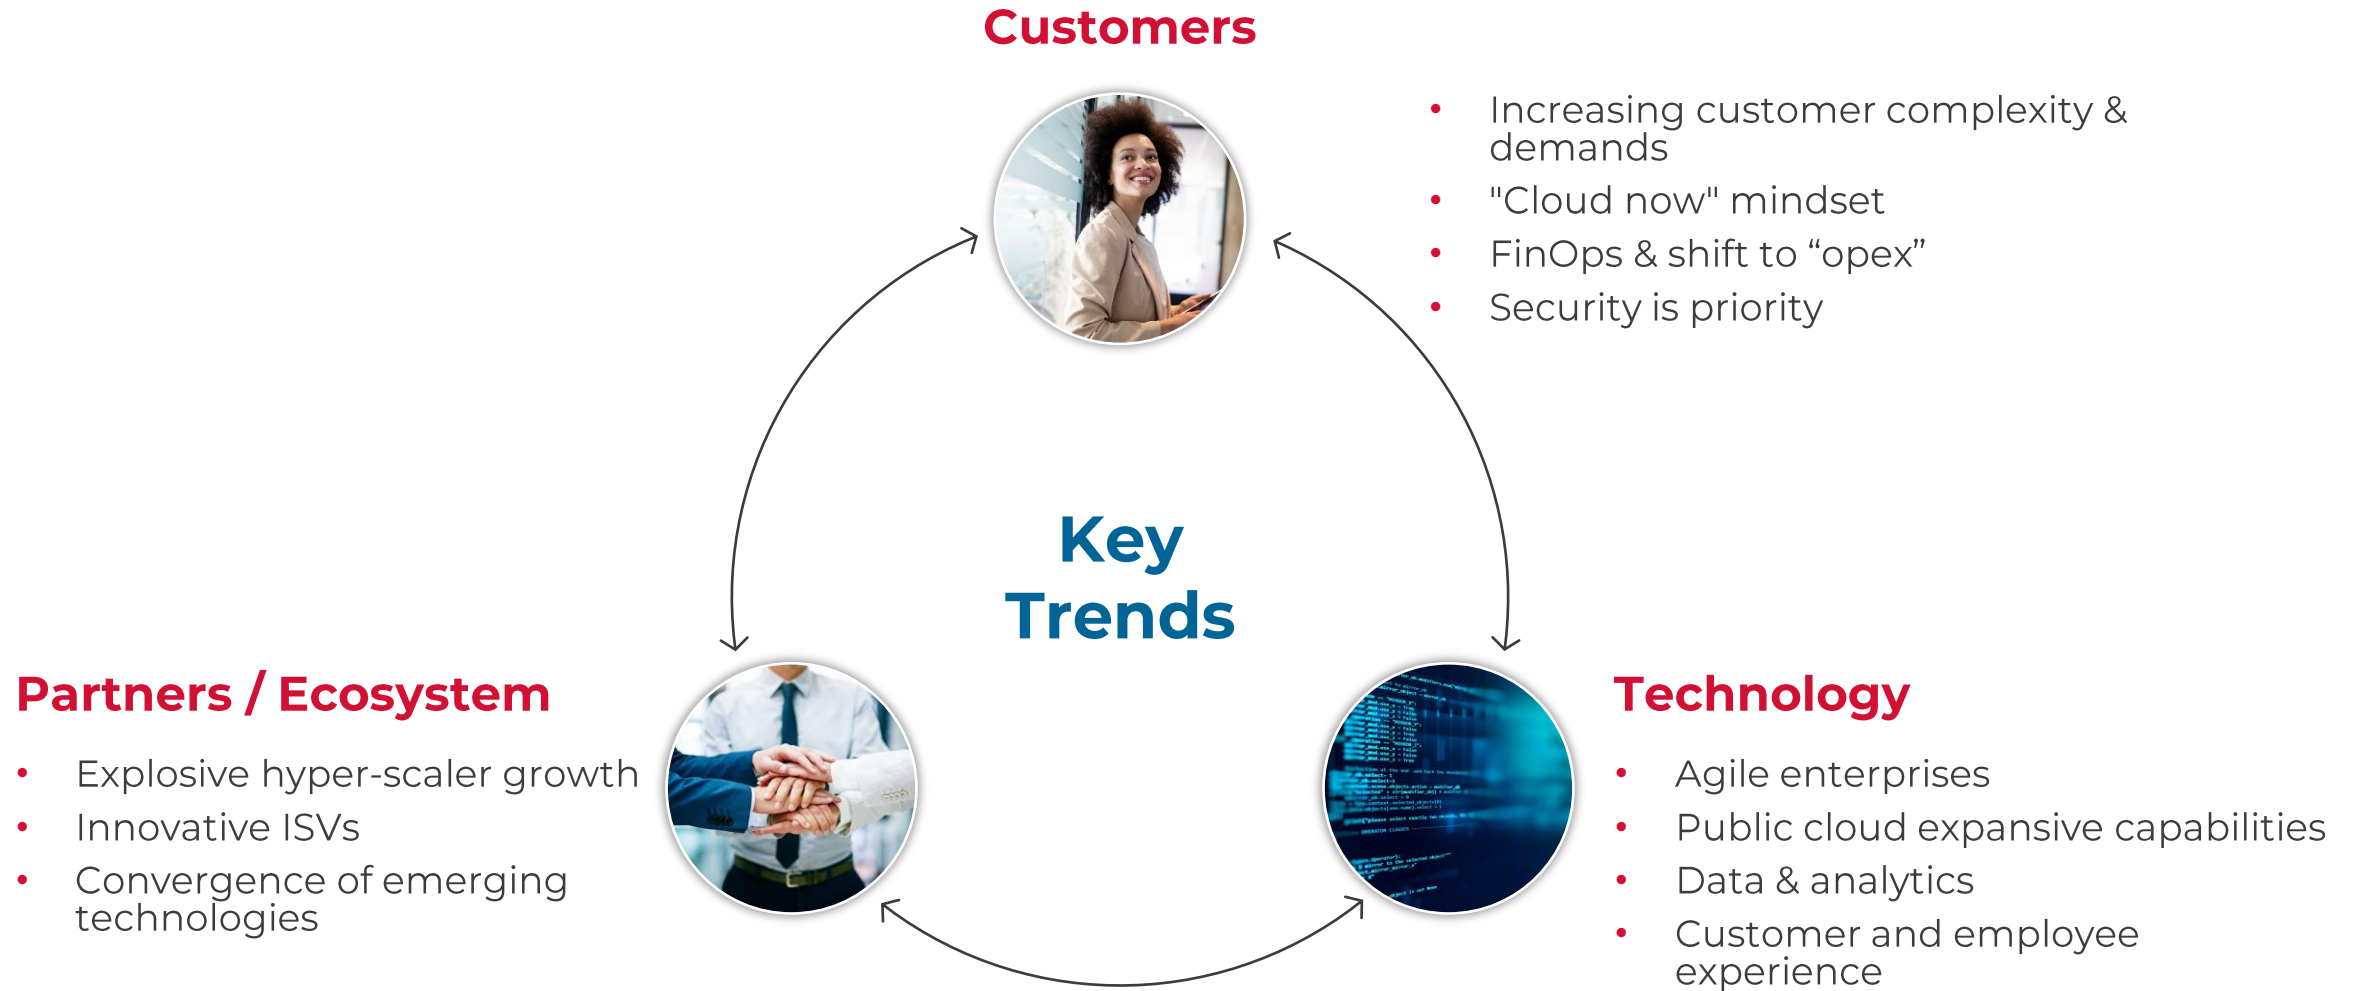 Customers
• Increasing customer complexity &
demands
• "Cloud now" mindset
• FinOps & shift to “opex”
• Security is priority
Key
Trends
Partners / Ecosystem
• Explosive hyper-scaler growth
• Innovative ISVs
• Convergence of emerging
technologies
Technology
• Agile enterprises
• Public cloud expansive capabilities
• Data & analytics
• Customer and employee
experience